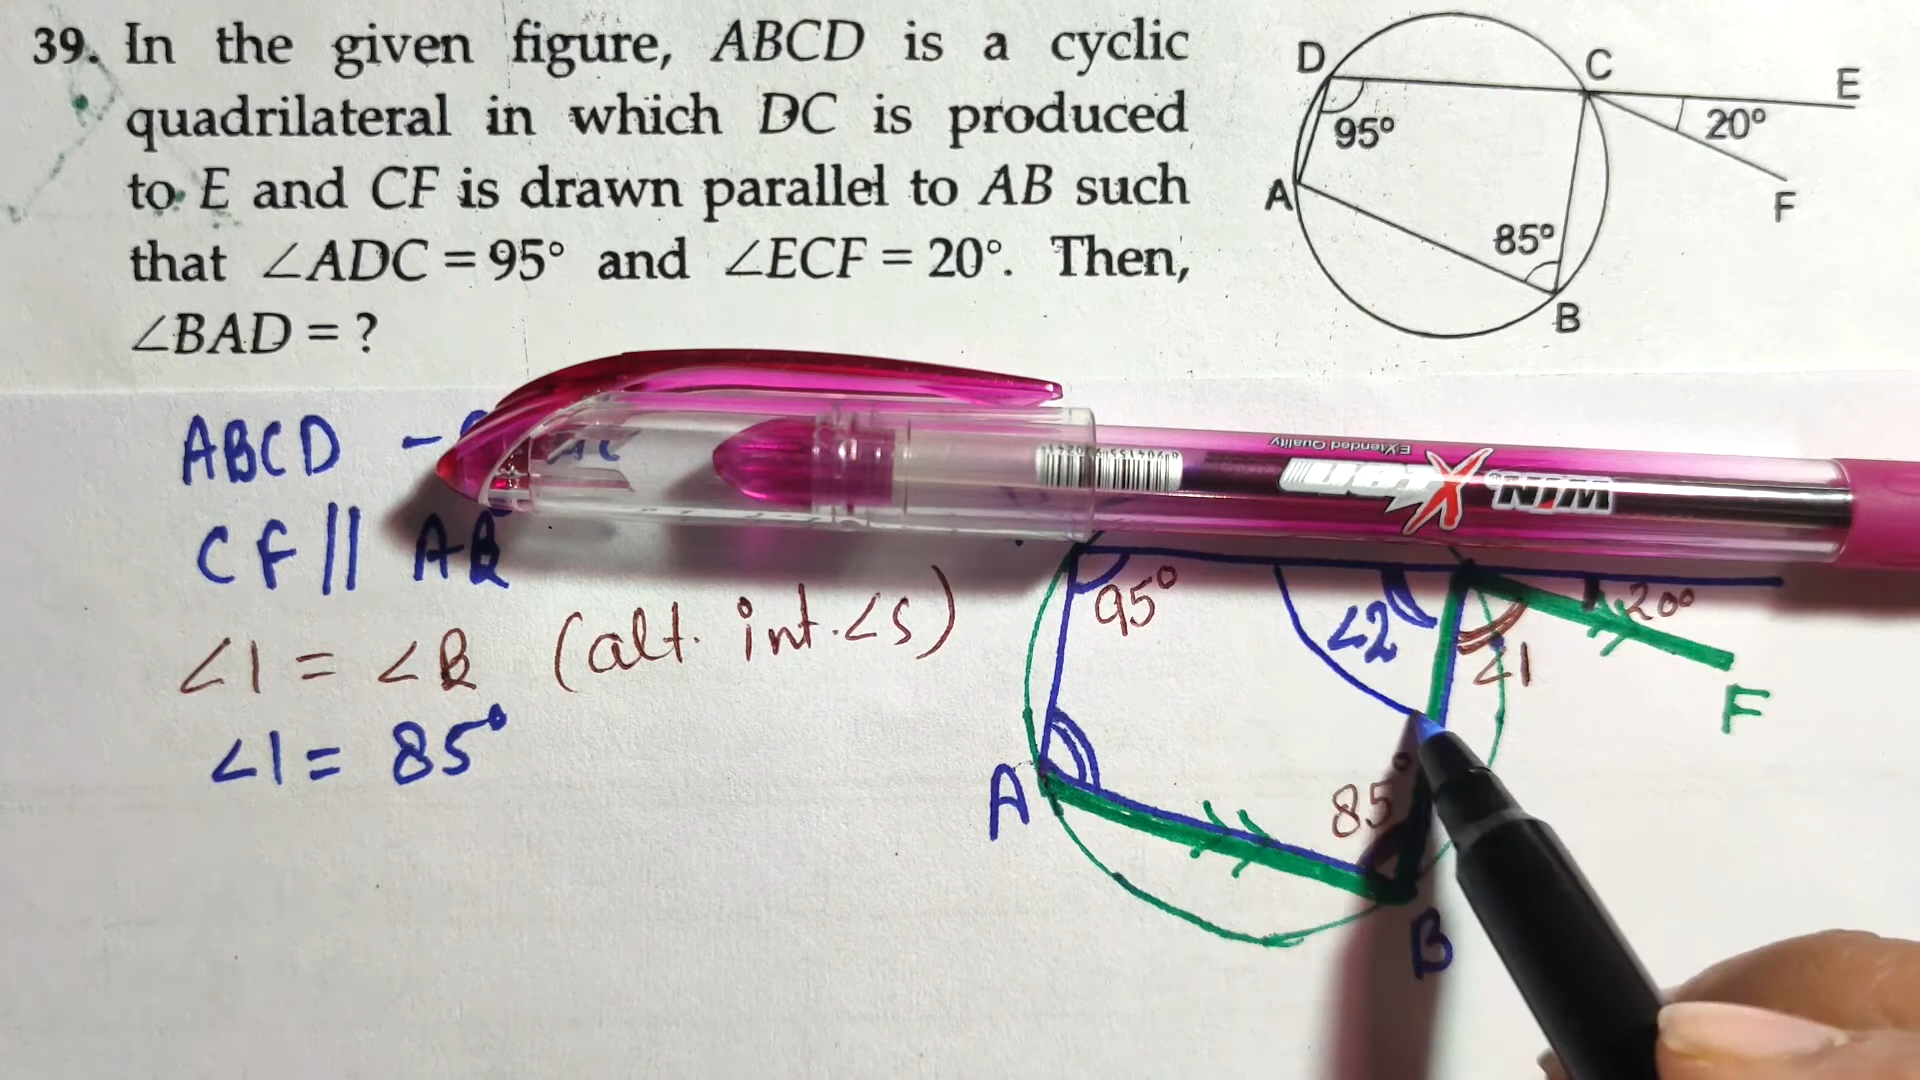 39. In the given figure, ABCD is a cyclic
quadrilateral in which DC is produced
to E and CF is drawn parallel to AB such
that ∠ADC = 95° and ∠ECF = 20°. Then,
∠BAD = ?
D
C
E
95°
20°
A
F
85°
B
ABCD –
CF || AB
∠1 = ∠B (alt. int. ∠s)
∠1 = 85°
Extended Quality
WIN Xten
95°
∠2
20°
∠1
F
A
85°
B